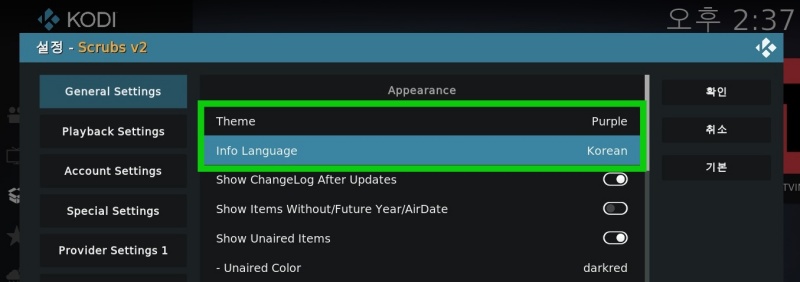 KODI
오후 2:37
설정 - Scrubs v2
General Settings
Playback Settings
Account Settings
Special Settings
Provider Settings 1
Appearance
Theme Purple
Info Language Korean
Show ChangeLog After Updates
Show Items Without/Future Year/AirDate
Show Unaired Items
- Unaired Color darkred
확인
취소
기본
TVIN